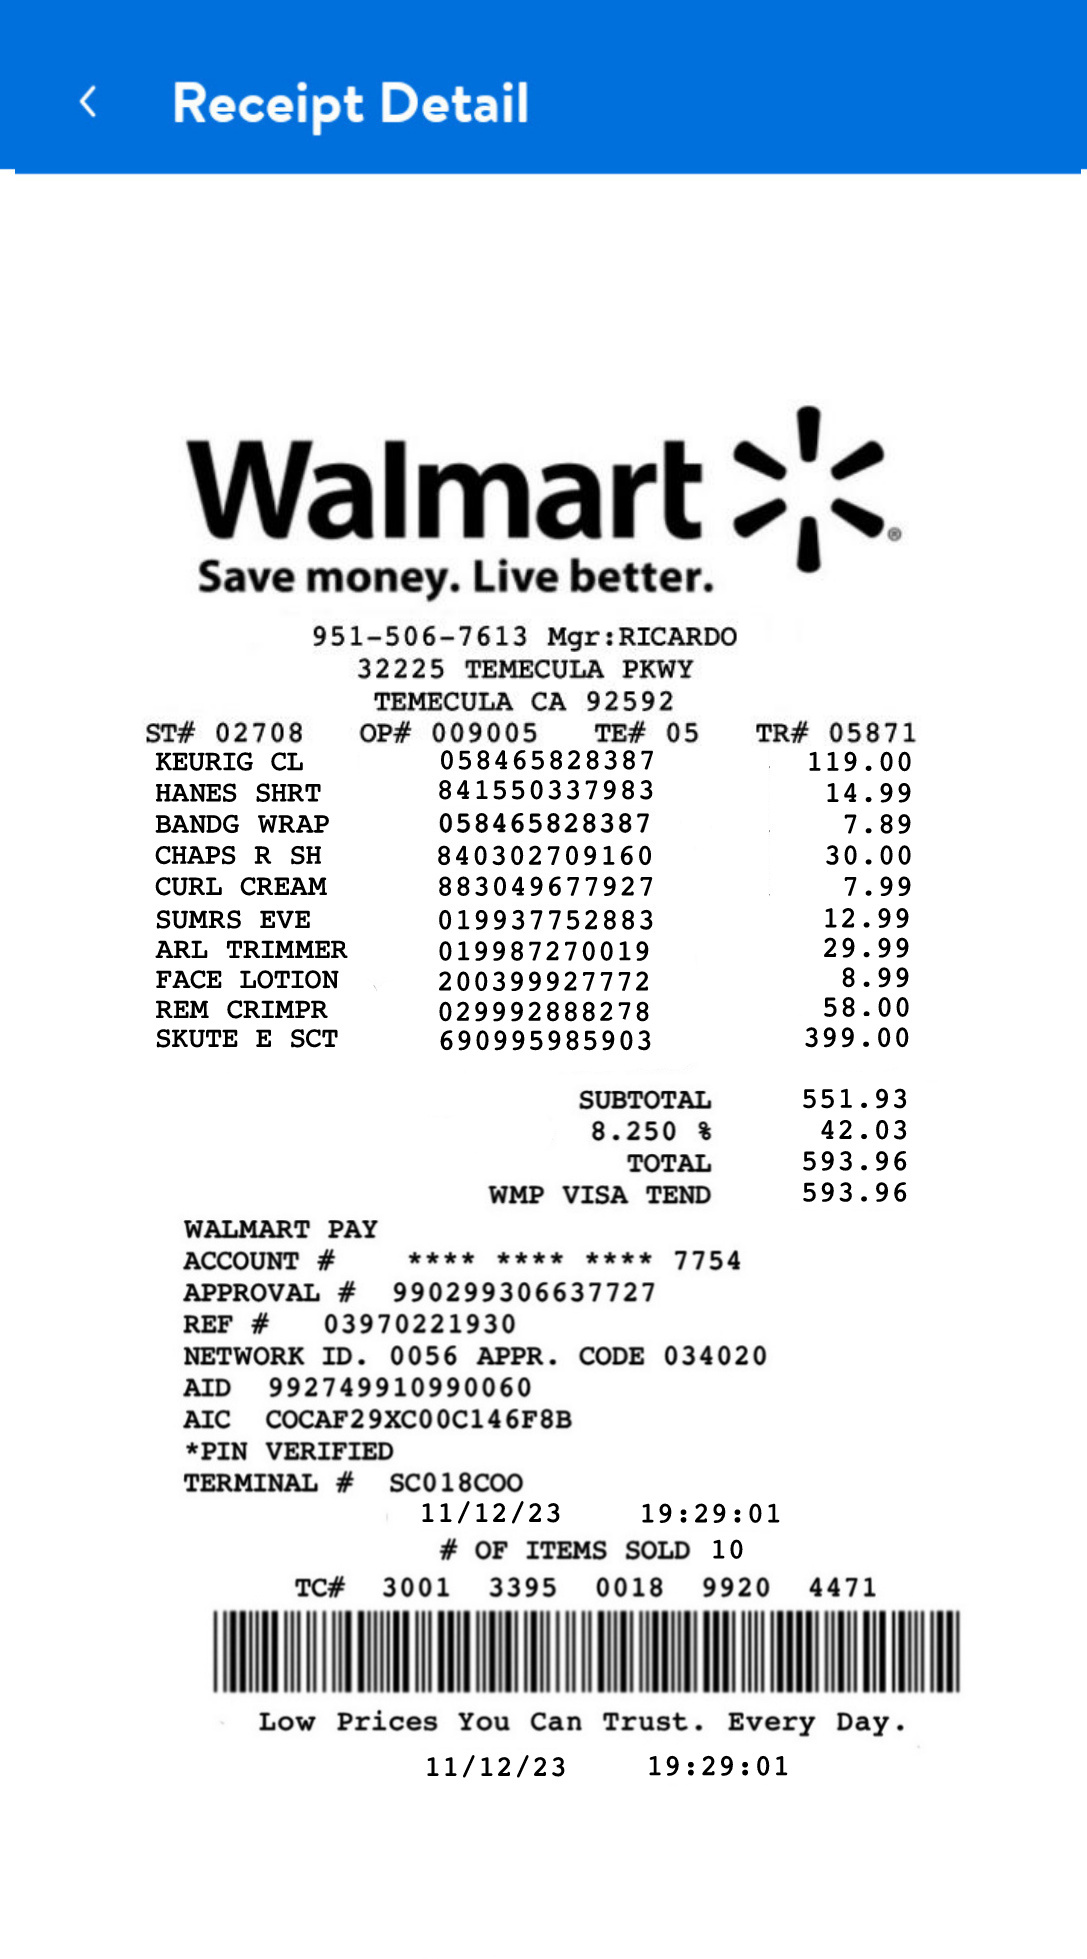 Receipt Detail
Walmart
Save money. Live better.
951-506-7613 Mgr:RICARDO
32225 TEMECULA PKWY
TEMECULA CA 92592
ST# 02708 OP# 009005 TE# 05 TR# 05871
KEURIG CL 058465828387 119.00
HANES SHRT 841550337983 14.99
BANDG WRAP 058465828387 7.89
CHAPS R SH 840302709160 30.00
CURL CREAM 883049677927 7.99
SUMRS EVE 019937752883 12.99
ARL TRIMMER 019987270019 29.99
FACE LOTION 200399927772 8.99
REM CRIMPR 029992888278 58.00
SKUTE E SCT 690995985903 399.00
SUBTOTAL 551.93
8.250 % 42.03
TOTAL 593.96
WMP VISA TEND 593.96
WALMART PAY
ACCOUNT # **** **** **** 7754
APPROVAL # 990299306637727
REF # 03970221930
NETWORK ID. 0056 APPR. CODE 034020
AID 992749910990060
AIC COCAF29XC00C146F8B
*PIN VERIFIED
TERMINAL # SC018COO
11/12/23 19:29:01
# OF ITEMS SOLD 10
TC# 3001 3395 0018 9920 4471
Low Prices You Can Trust. Every Day.
11/12/23 19:29:01